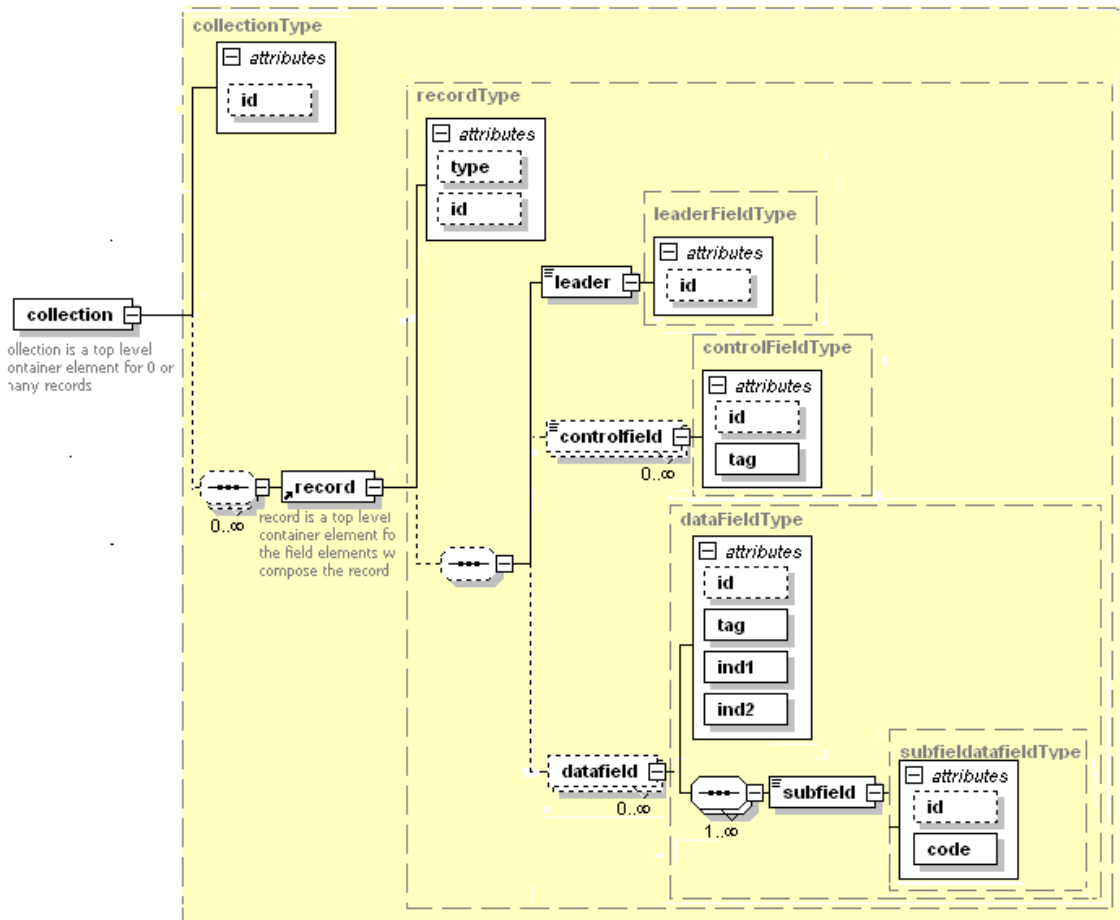 collectionType
attributes
id
recordType
attributes
type
id
leaderFieldType
attributes
id
leader
collection
ollection is a top level
ontainer element for 0 or
nany records
controlFieldType
attributes
id
tag
controlfield
0..∞
record
0..∞
record is a top level
container element fo
the field elements w
compose the record
dataFieldType
attributes
id
tag
ind1
ind2
datafield
0..∞
subfield
1..∞
subfieldatafieldType
attributes
id
code